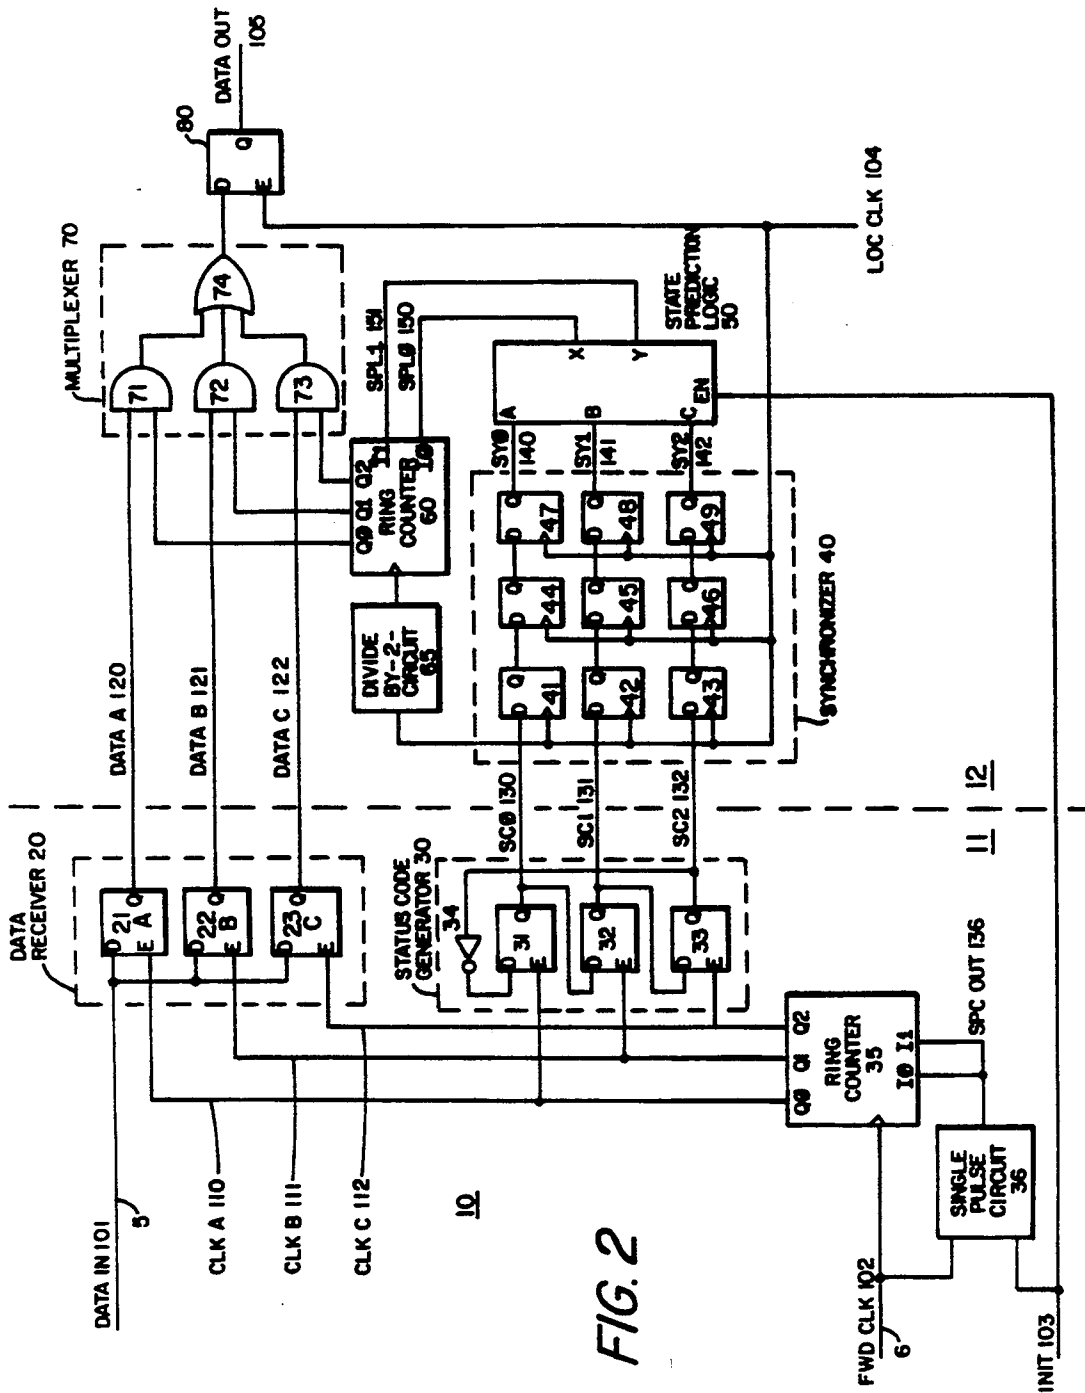 DATA IN 101
5
DATA
RECEIVER 20
D
21
Q
A
E
D
22
Q
B
E
D
23
Q
C
E
DATA A 120
DATA B 121
DATA C 122
MULTIPLEXER 70
71
72
73
74
80
D
Q
E
DATA OUT
105
CLK A 110
CLK B 111
CLK C 112
STATUS CODE
GENERATOR 30
34
D
31
Q
E
D
32
Q
E
D
33
Q
E
SC0 130
SC1 131
SC2 132
DIVIDE
BY-2-
CIRCUIT
65
Q0 Q1 Q2
RING
COUNTER
60
I1
I0
SPL1 151
SPL0 150
D Q
41
D Q
44
D Q
47
D Q
42
D Q
45
D Q
48
D Q
43
D Q
46
D Q
49
SYNCHRONIZER 40
SY0
140
SY1
141
SY2
142
A
B
C
EN
X
Y
STATE
PREDICTION
LOGIC
50
LOC CLK 104
11
12
10
Q0 Q1 Q2
RING
COUNTER
35
I0 I1
SPC OUT 136
SINGLE
PULSE
CIRCUIT
36
FWD CLK 102
6
INIT 103
FIG. 2